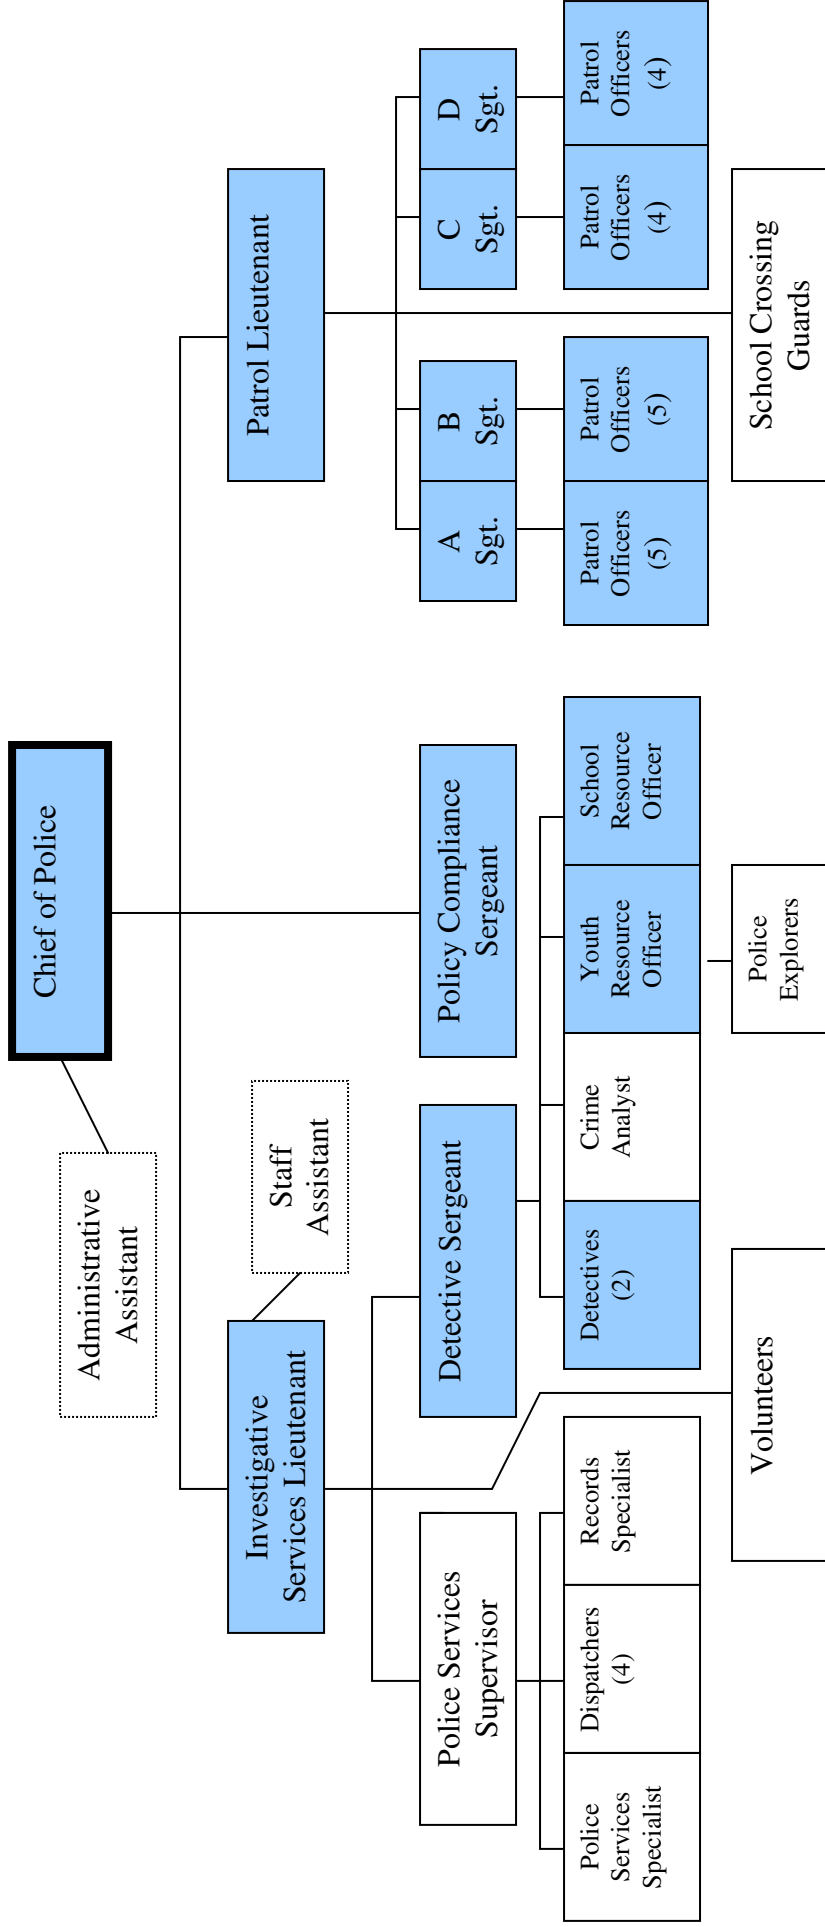 Chief of Police
Administrative
Assistant
Investigative
Services Lieutenant
Staff
Assistant
Patrol Lieutenant
Police Services
Supervisor
Detective Sergeant
Policy Compliance
Sergeant
A
Sgt.
B
Sgt.
C
Sgt.
D
Sgt.
Police
Services
Specialist
Dispatchers
(4)
Records
Specialist
Detectives
(2)
Crime
Analyst
Youth
Resource
Officer
School
Resource
Officer
Patrol
Officers
(5)
Patrol
Officers
(5)
Patrol
Officers
(4)
Patrol
Officers
(4)
Volunteers
Police
Explorers
School Crossing
Guards